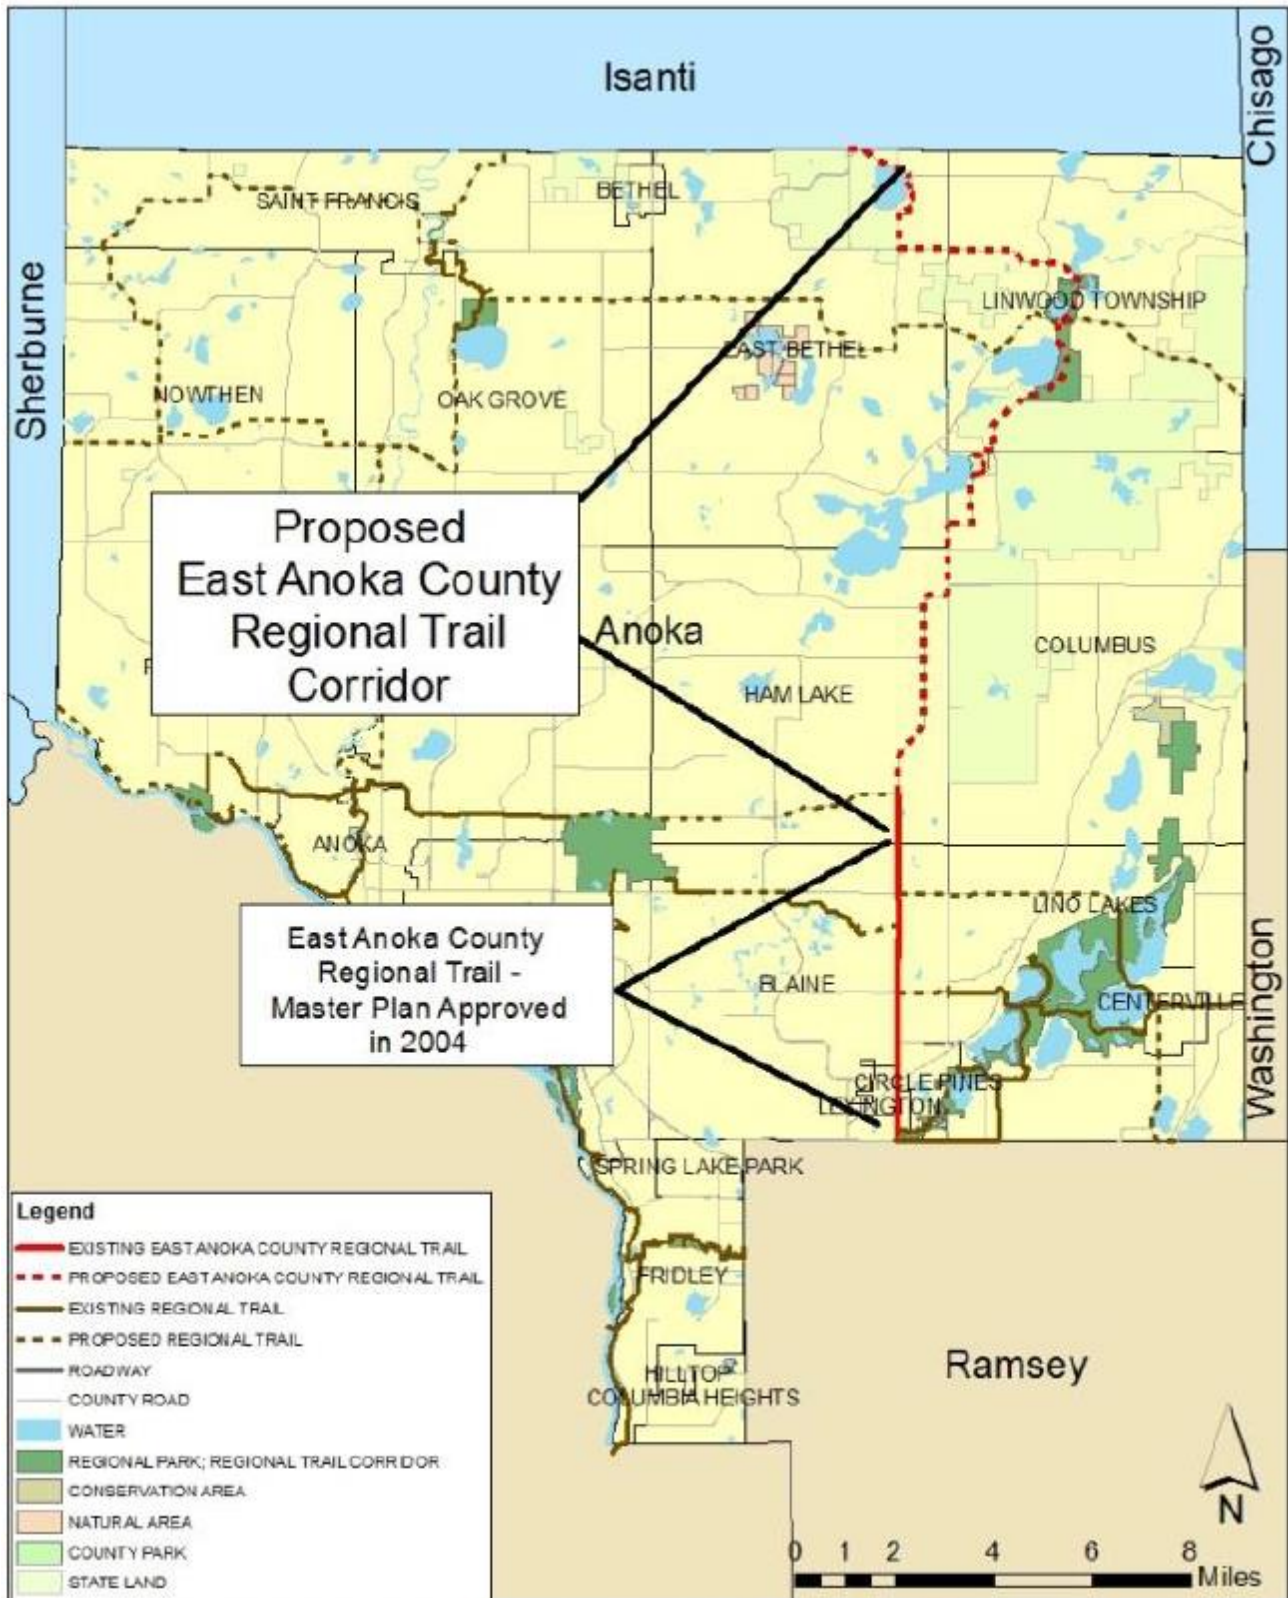 Isanti
Chisago
SAINT FRANCIS
BETHEL
Sherburne
LINWOOD TOWNSHIP
EAST BETHEL
NOWTHEN
OAK GROVE
Proposed
East Anoka County
Regional Trail
Corridor
Anoka
COLUMBUS
HAM LAKE
ANOKA
LINO LAKES
East Anoka County
Regional Trail -
Master Plan Approved
in 2004
BLAINE
CENTERVILLE
Washington
CIRCLE PINES
LEXINGTON
SPRING LAKE PARK
Legend
EXISTING EAST ANOKA COUNTY REGIONAL TRAIL
PROPOSED EAST ANOKA COUNTY REGIONAL TRAIL
EXISTING REGIONAL TRAIL
PROPOSED REGIONAL TRAIL
ROADWAY
COUNTY ROAD
WATER
REGIONAL PARK; REGIONAL TRAIL CORRIDOR
CONSERVATION AREA
NATURAL AREA
COUNTY PARK
STATE LAND
FRIDLEY
HILLTOP
COLUMBIA HEIGHTS
Ramsey
N
0 1 2 4 6 8
Miles